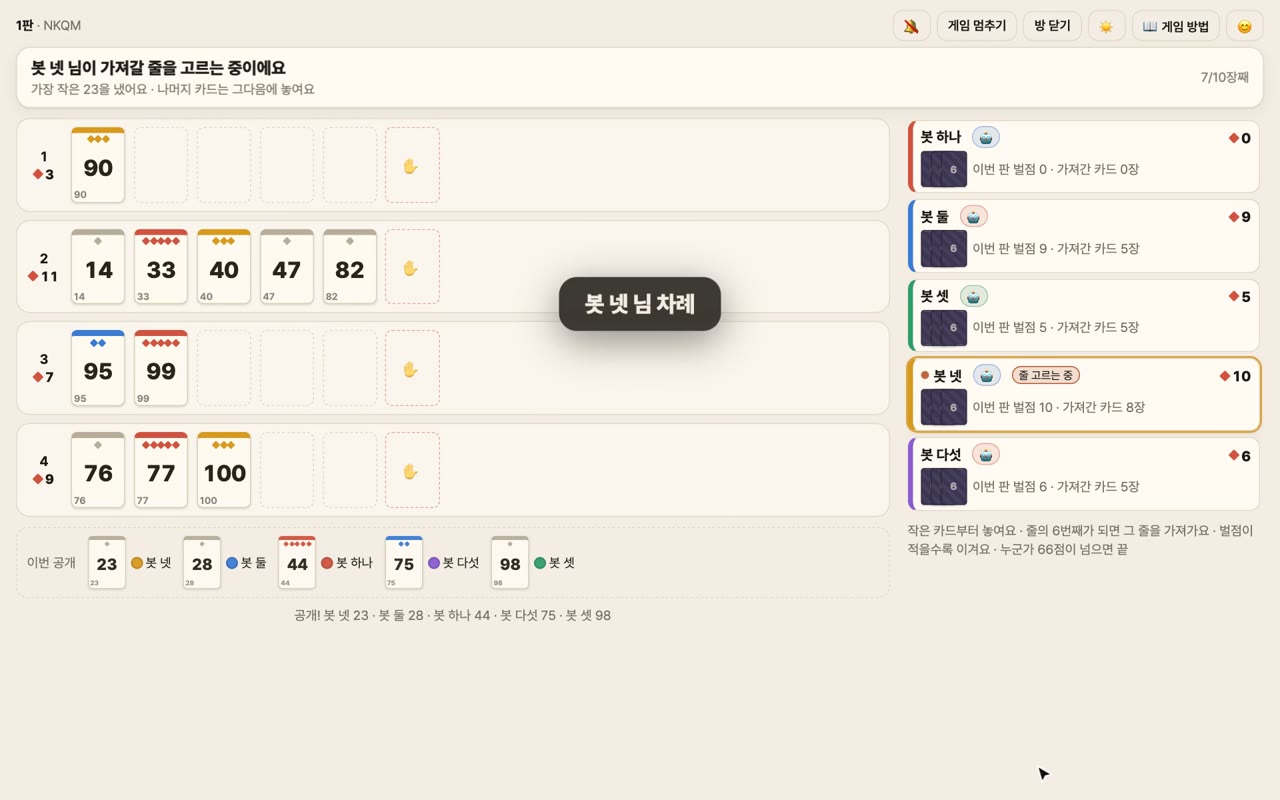 1판 · NKQM
게임 멈추기
방 닫기
게임 방법
봇 넷 님이 가져갈 줄을 고르는 중이에요
가장 작은 23을 냈어요 · 나머지 카드는 그다음에 놓여요
7/10장째
1
3
90
90
2
11
14
14
33
33
40
40
47
47
82
82
3
7
95
95
99
99
4
9
76
76
77
77
100
100
봇 넷 님 차례
이번 공개
23
23
봇 넷
28
28
봇 둘
44
44
봇 하나
75
75
봇 다섯
98
98
봇 셋
공개! 봇 넷 23 · 봇 둘 28 · 봇 하나 44 · 봇 다섯 75 · 봇 셋 98
봇 하나
0
6
이번 판 벌점 0 · 가져간 카드 0장
봇 둘
9
6
이번 판 벌점 9 · 가져간 카드 5장
봇 셋
5
6
이번 판 벌점 5 · 가져간 카드 5장
봇 넷
줄 고르는 중
10
6
이번 판 벌점 10 · 가져간 카드 8장
봇 다섯
6
6
이번 판 벌점 6 · 가져간 카드 5장
작은 카드부터 놓여요 · 줄의 6번째가 되면 그 줄을 가져가요 · 벌점이
적을수록 이겨요 · 누군가 66점이 넘으면 끝